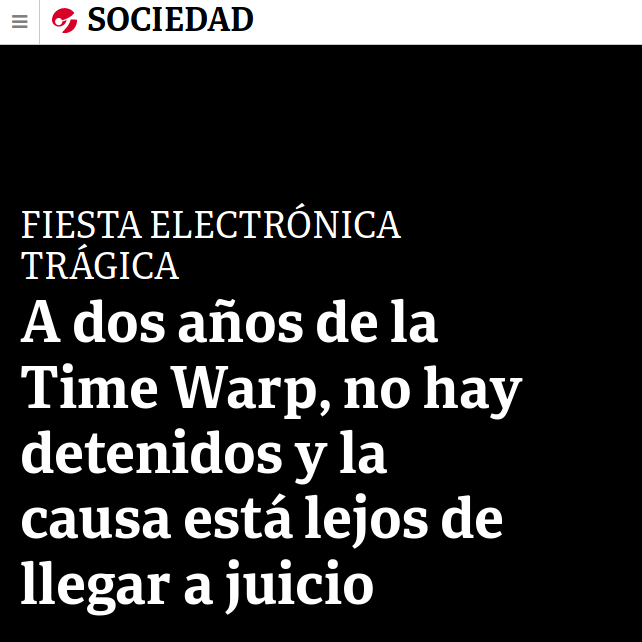 SOCIEDAD
FIESTA ELECTRÓNICA
TRÁGICA
A dos años de la
Time Warp, no hay
detenidos y la
causa está lejos de
llegar a juicio